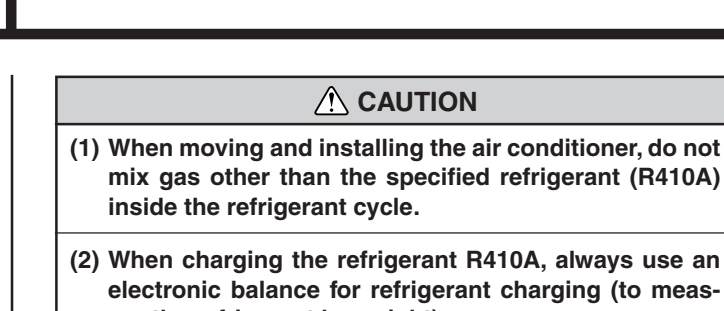 CAUTION
(1) When moving and installing the air conditioner, do not
mix gas other than the specified refrigerant (R410A)
inside the refrigerant cycle.
(2) When charging the refrigerant R410A, always use an
electronic balance for refrigerant charging (to meas-